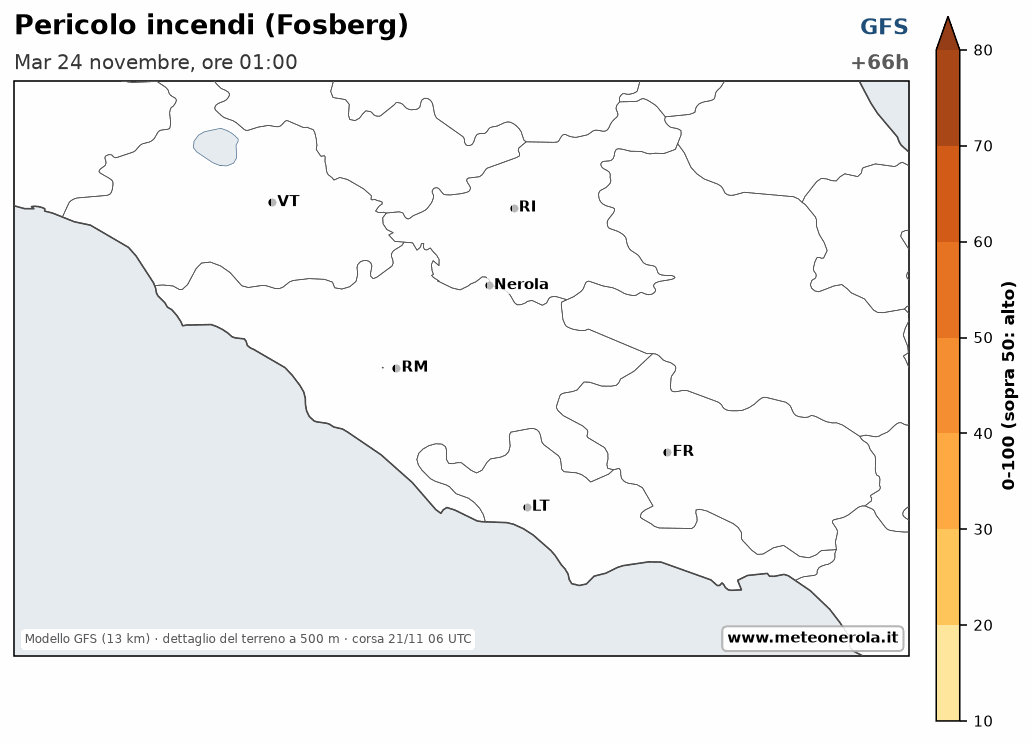 Pericolo incendi (Fosberg)
GFS
Mar 24 novembre, ore 01:00
+66h
80
70
60
50
40
30
20
10
0-100 (sopra 50: alto)
VT
RI
Nerola
RM
FR
LT
Modello GFS (13 km) · dettaglio del terreno a 500 m · corsa 21/11 06 UTC
www.meteonerola.it